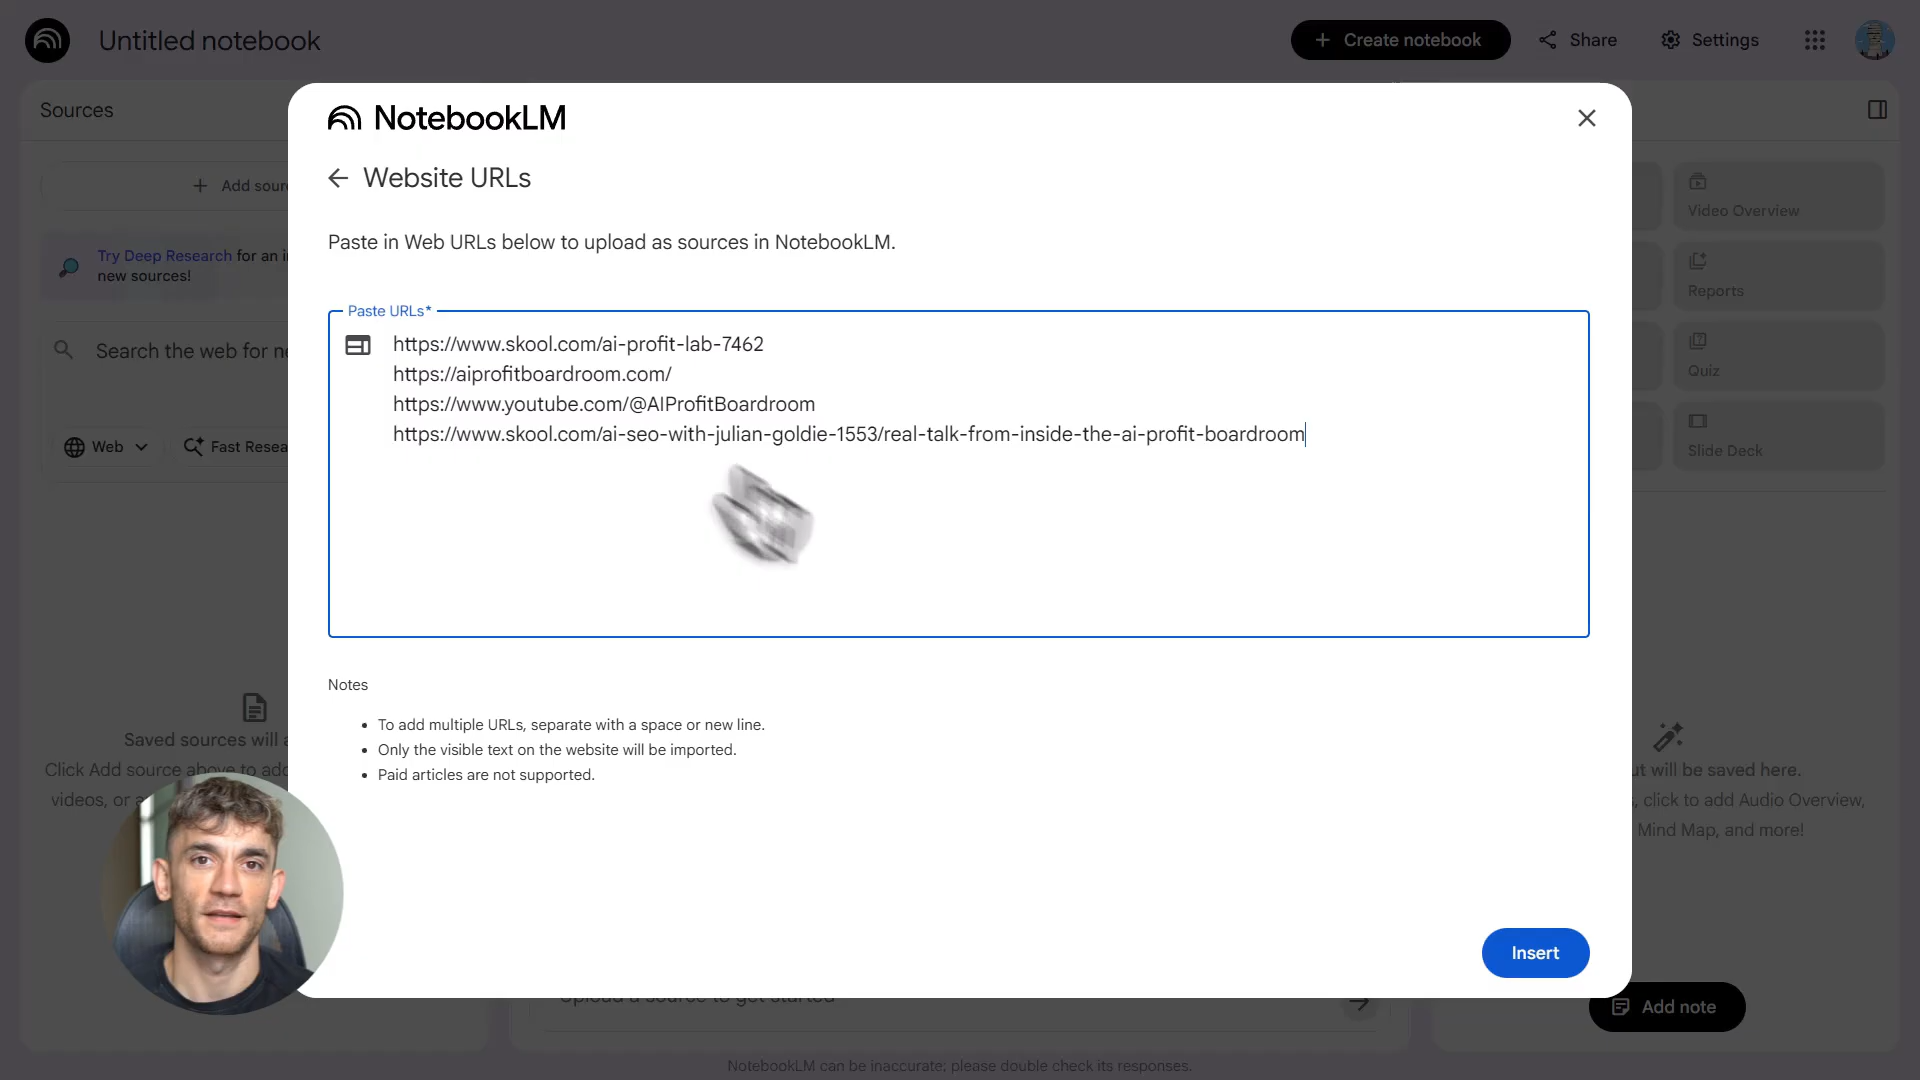 Untitled notebook
Create notebook
Share
Settings
Sources
Add sour
Try Deep Research for an i
new sources!
Search the web for ne
Web
Fast Resea
NotebookLM
Website URLs
Paste in Web URLs below to upload as sources in NotebookLM.
Paste URLs*
https://www.skool.com/ai-profit-lab-7462
https://aiprofitboardroom.com/
https://www.youtube.com/@AIProfitBoardroom
https://www.skool.com/ai-seo-with-julian-goldie-1553/real-talk-from-inside-the-ai-profit-boardroom
Notes
To add multiple URLs, separate with a space or new line.
Only the visible text on the website will be imported.
Paid articles are not supported.
Insert
Video Overview
Reports
Quiz
Slide Deck
Saved sources will a
Click Add source above to add
videos, or a
ut will be saved here.
s, click to add Audio Overview,
Mind Map, and more!
Upload a source to get started
Add note
NotebookLM can be inaccurate; please double check its responses.